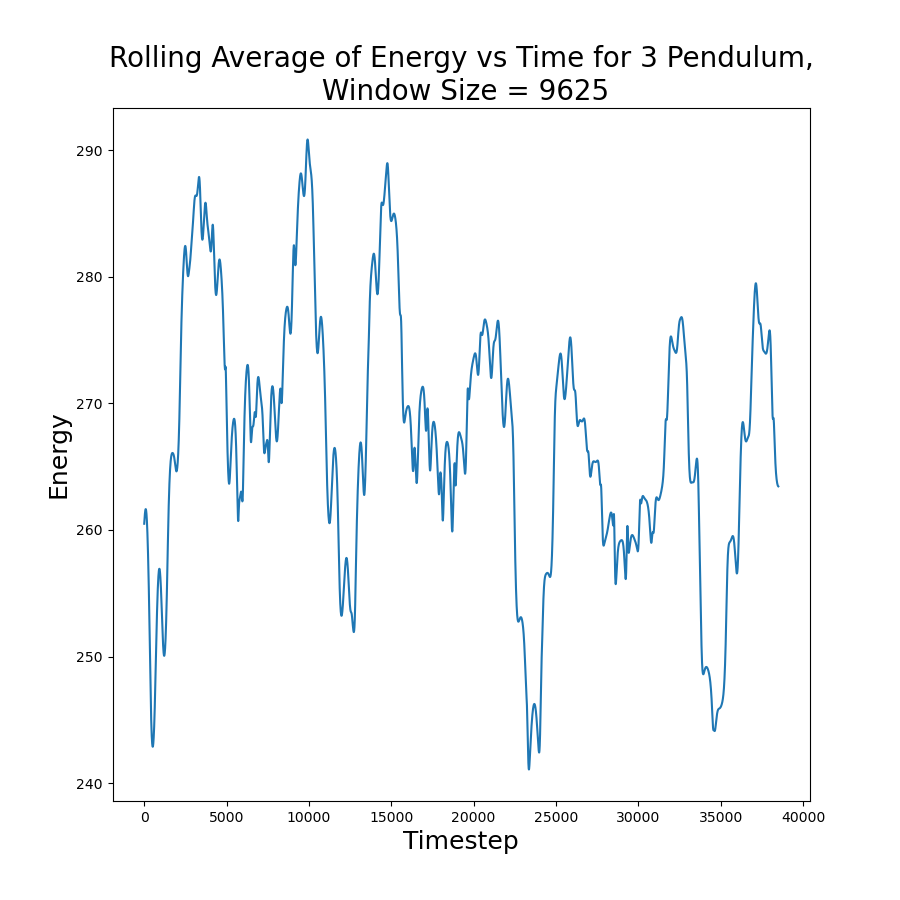 Rolling Average of Energy vs Time for 3 Pendulum,
Window Size = 9625
290
280
270
260
250
240
Energy
0 5000 10000 15000 20000 25000 30000 35000 40000
Timestep